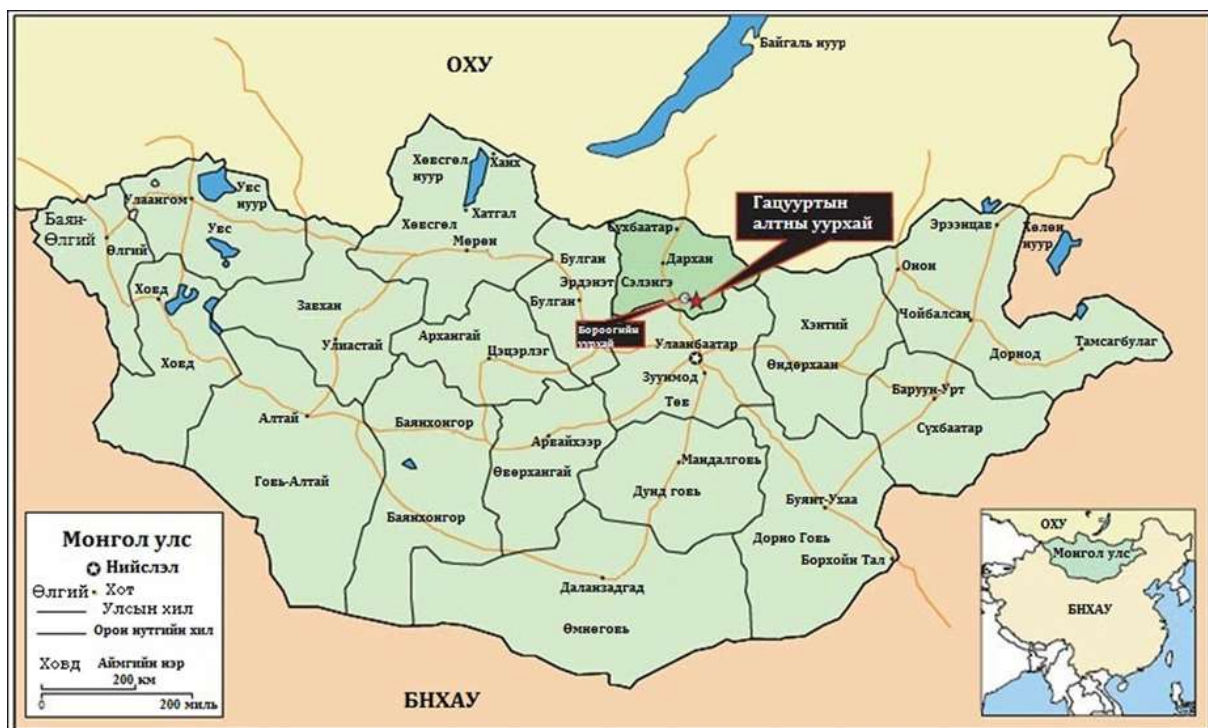 Байгаль нуур
ОХУ
Хөвсгөл
нуур
Ханх
Хатгал
Хөвсгөл
Мөрөн
Улаангом
Увс
нуур
Увс
Баян-
Өлгий
Өлгий
Ховд
Ховд
Завхан
Улиастай
Архангай
Цэцэрлэг
Булган
Эрдэнэт
Булган
Сүхбаатар
Дархан
Сэлэнгэ
Гацууртын
алтны уурхай
Бороогийн
уурхай
Улаанбаатар
Зуунмод
Төв
Хэнтий
Өндөрхаан
Эрээнцав
Хөлөн
нуур
Онон
Чойбалсан
Дорнод
Тамсагбулаг
Баруун-Урт
Сүхбаатар
Алтай
Говь-Алтай
Баянхонгор
Баянхонгор
Арвайхээр
Өвөрхангай
Мандалговь
Дунд говь
Буянт-Ухаа
Дорно Говь
Борхойн Тал
Даланзадгад
Өмнөговь
БНХАУ
Монгол улс
Нийслэл
Өлгий
Хот
Улсын хил
Орон нутгийн хил
Ховд
Аймгийн нэр
200 км
0
200 миль
ОХУ
Монгол улс
БНХАУ